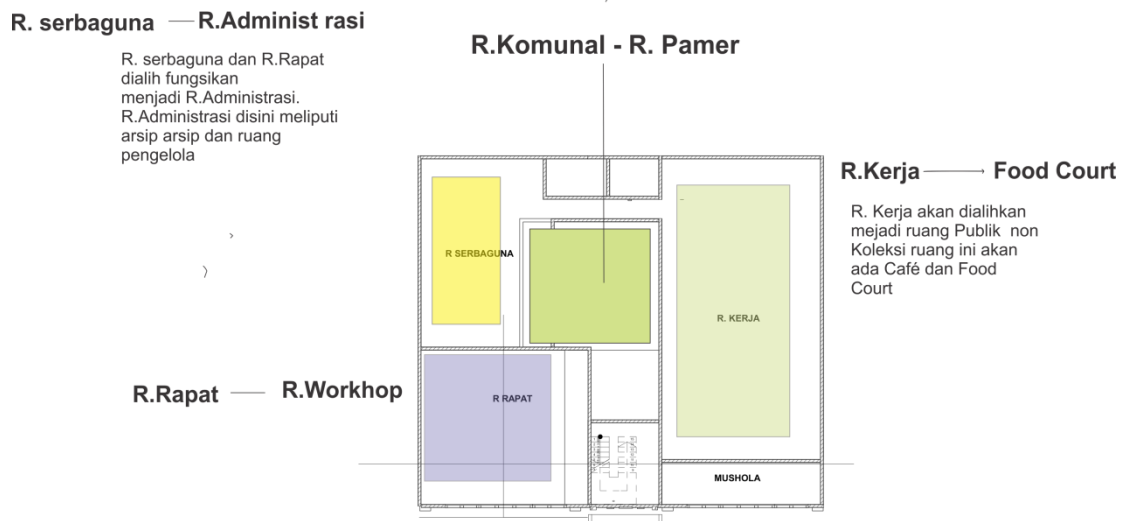 R. serbaguna R.Administ rasi
R. serbaguna dan R.Rapat
dialih fungsikan
menjadi R.Administrasi.
R.Administrasi disini meliputi
arsip arsip dan ruang
pengelola
R.Komunal - R. Pamer
R.Kerja Food Court
R. Kerja akan dialihkan
mejadi ruang Publik non
Koleksi ruang ini akan
ada Café dan Food
Court
R SERBAGUNA
R. KERJA
R.Rapat R.Workhop
R RAPAT
MUSHOLA